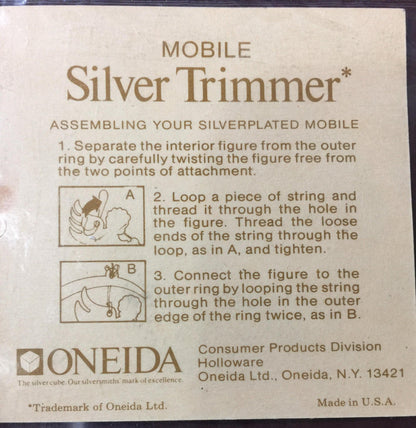 MOBILE
Silver Trimmer*
ASSEMBLING YOUR SILVERPLATED MOBILE
1. Separate the interior figure from the outer
ring by carefully twisting the figure free from
the two points of attachment.
A
2. Loop a piece of string and
thread it through the hole in
the figure. Thread the loose
ends of the string through the
loop, as in A, and tighten.
B
3. Connect the figure to the
outer ring by looping the string
through the hole in the outer
edge of the ring twice, as in B.
ONEIDA
The silver cube. Our silversmiths' mark of excellence.
Consumer Products Division
Holloware
Oneida Ltd., Oneida, N.Y. 13421
*Trademark of Oneida Ltd.
Made in U.S.A.